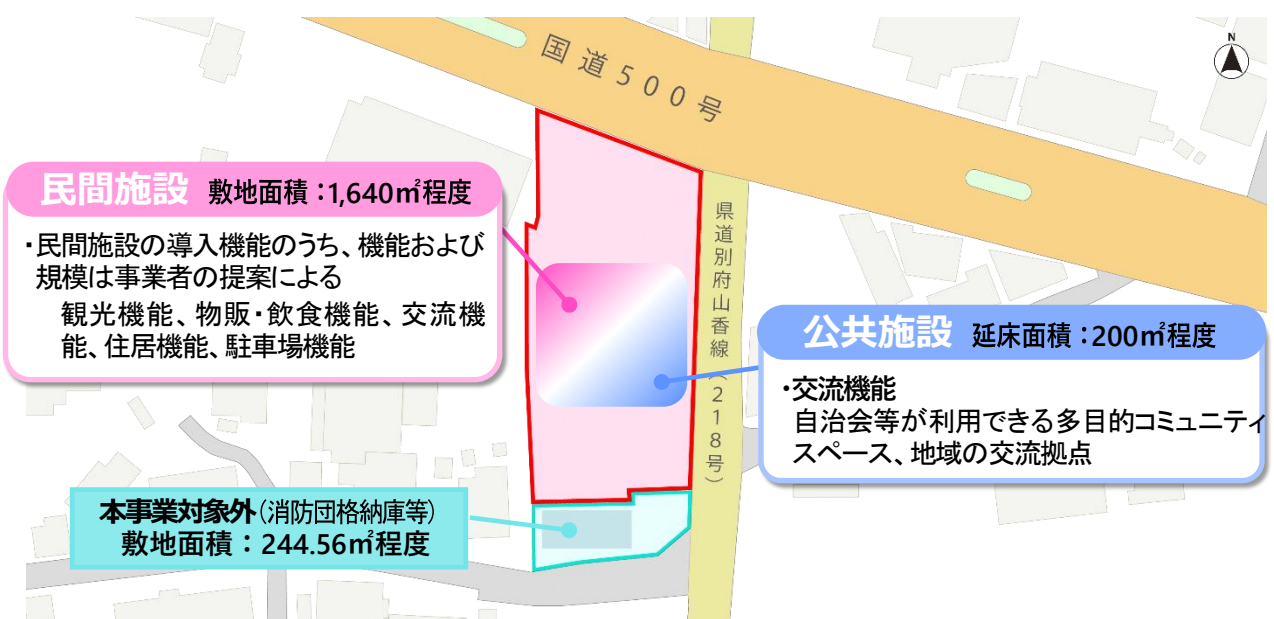 国道500号
N
民間施設 敷地面積：1,640㎡程度
・民間施設の導入機能のうち、機能および
規模は事業者の提案による
観光機能、物販・飲食機能、交流機
能、住居機能、駐車場機能
県道別府山香線（218号）
公共施設 延床面積：200㎡程度
・交流機能
自治会等が利用できる多目的コミュニティ
スペース、地域の交流拠点
本事業対象外（消防団格納庫等）
敷地面積：244.56㎡程度